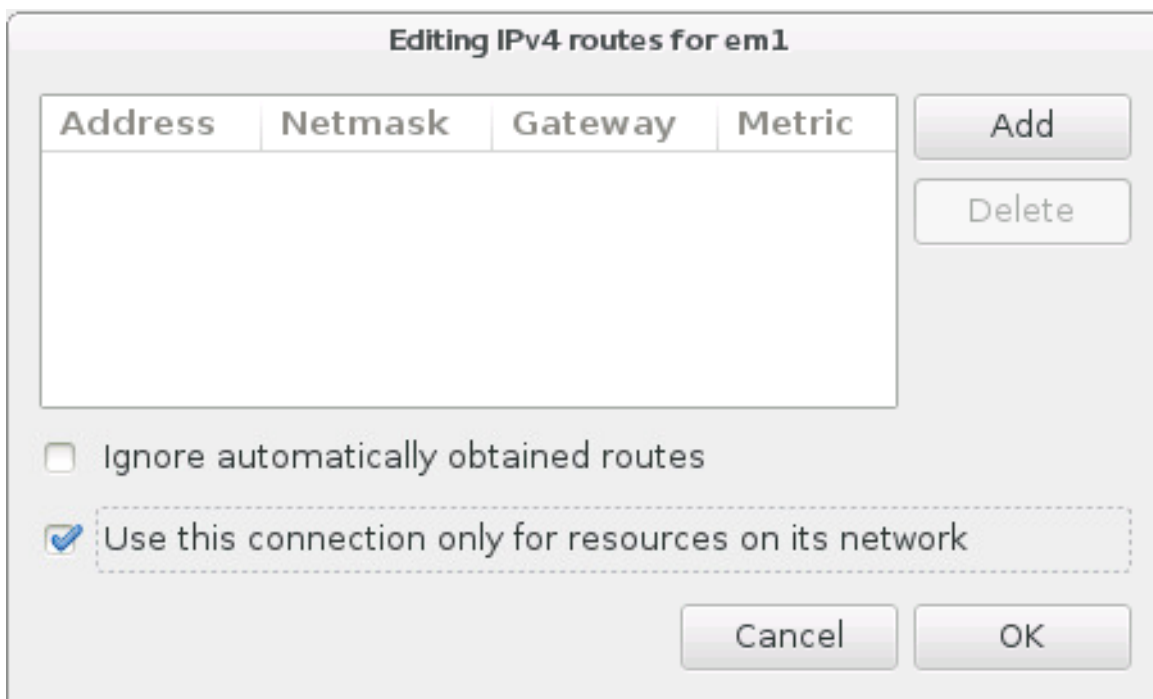 Editing IPv4 routes for em1
Address Netmask Gateway Metric
Add
Delete
Ignore automatically obtained routes
Use this connection only for resources on its network
Cancel OK